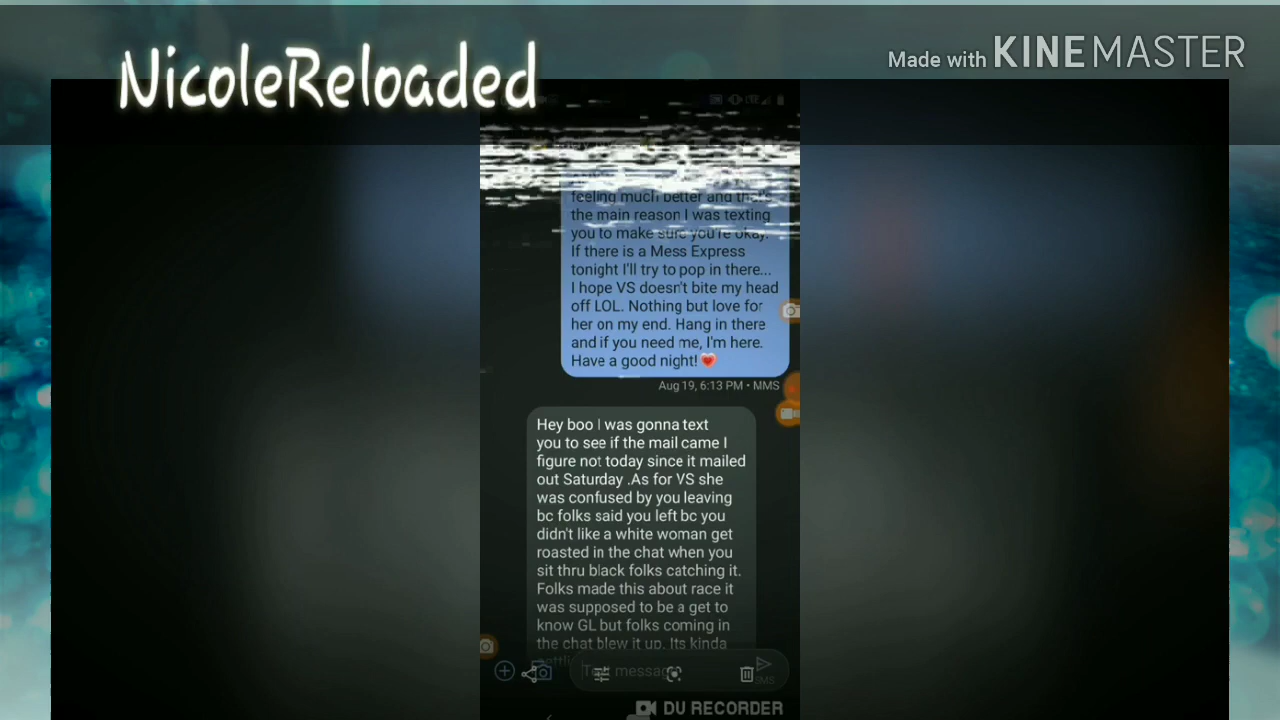 NicoleReloaded
Made with KINEMASTER
feeling much better and that's
the main reason I was texting
you to make sure you're okay.
If there is a Mess Express
tonight I'll try to pop in there...
I hope VS doesn't bite my head
off LOL. Nothing but love for
her on my end. Hang in there
and if you need me, I'm here.
Have a good night!❤️
Aug 19, 6:13 PM • MMS
Hey boo I was gonna text
you to see if the mail came I
figure not today since it mailed
out Saturday .As for VS she
was confused by you leaving
bc folks said you left bc you
didn't like a white woman get
roasted in the chat when you
sit thru black folks catching it.
Folks made this about race it
was supposed to be a get to
know GL but folks coming in
the chat blew it up. Its kinda
SMS
DU RECORDER